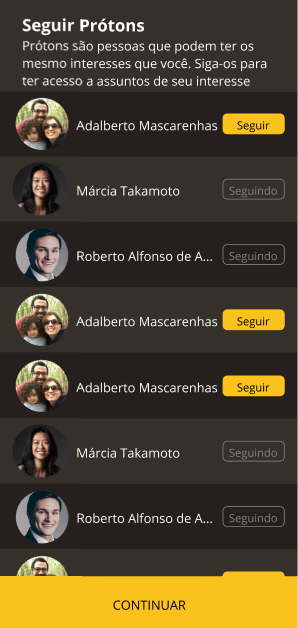 Seguir Prótons
Prótons são pessoas que podem ter os
mesmo interesses que você. Siga-os para
ter acesso a assuntos de seu interesse
Adalberto Mascarenhas Seguir
Márcia Takamoto Seguindo
Roberto Alfonso de A... Seguindo
Adalberto Mascarenhas Seguir
Adalberto Mascarenhas Seguir
Márcia Takamoto Seguindo
Roberto Alfonso de A... Seguindo
CONTINUAR